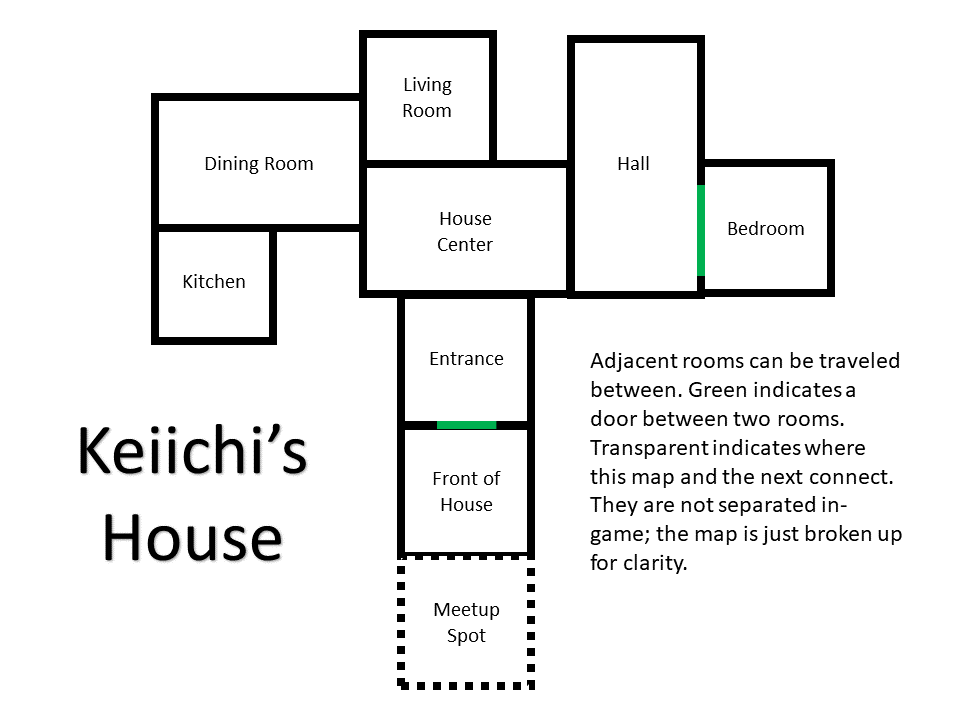 Living
Room
Dining Room
Hall
House
Center
Bedroom
Kitchen
Entrance
Front of
House
Meetup
Spot
Keiichi’s
House
Adjacent rooms can be traveled
between. Green indicates a
door between two rooms.
Transparent indicates where
this map and the next connect.
They are not separated in-
game; the map is just broken up
for clarity.